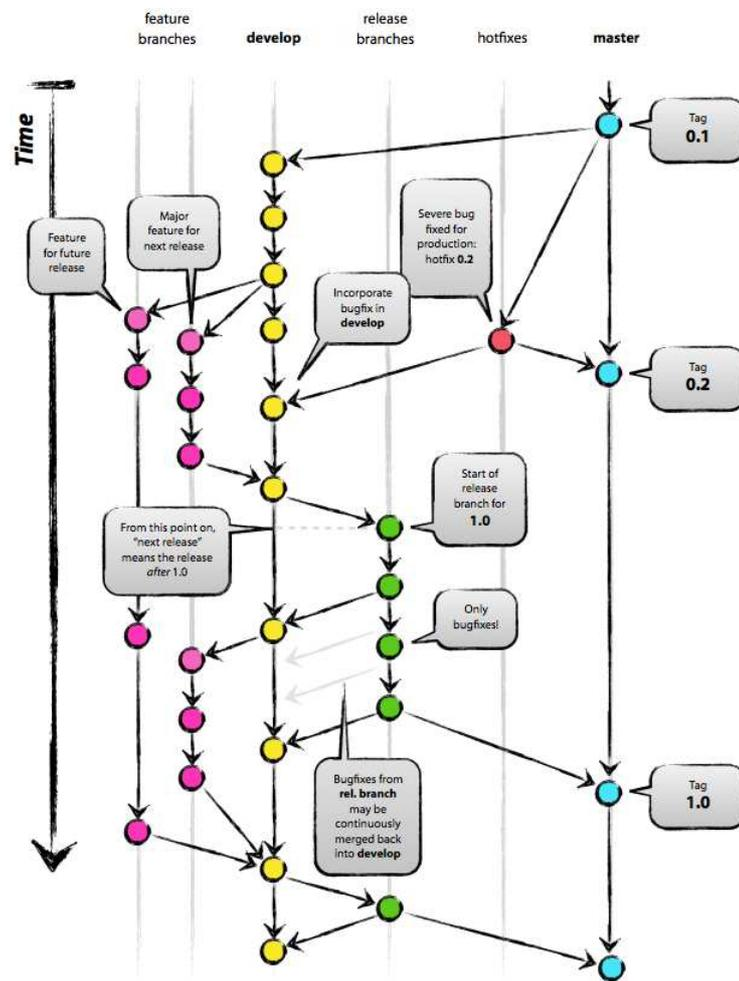 feature
branches
develop
release
branches
hotfixes
master
Time
Tag
0.1
Major
feature for
next release
Severe bug
fixed for
production:
hotfix 0.2
Feature
for future
release
Incorporate
bugfix in
develop
Tag
0.2
Start of
release
branch for
1.0
From this point on,
“next release”
means the release
after 1.0
Only
bugfixes!
Bugfixes from
rel. branch
may be
continuously
merged back
into develop
Tag
1.0